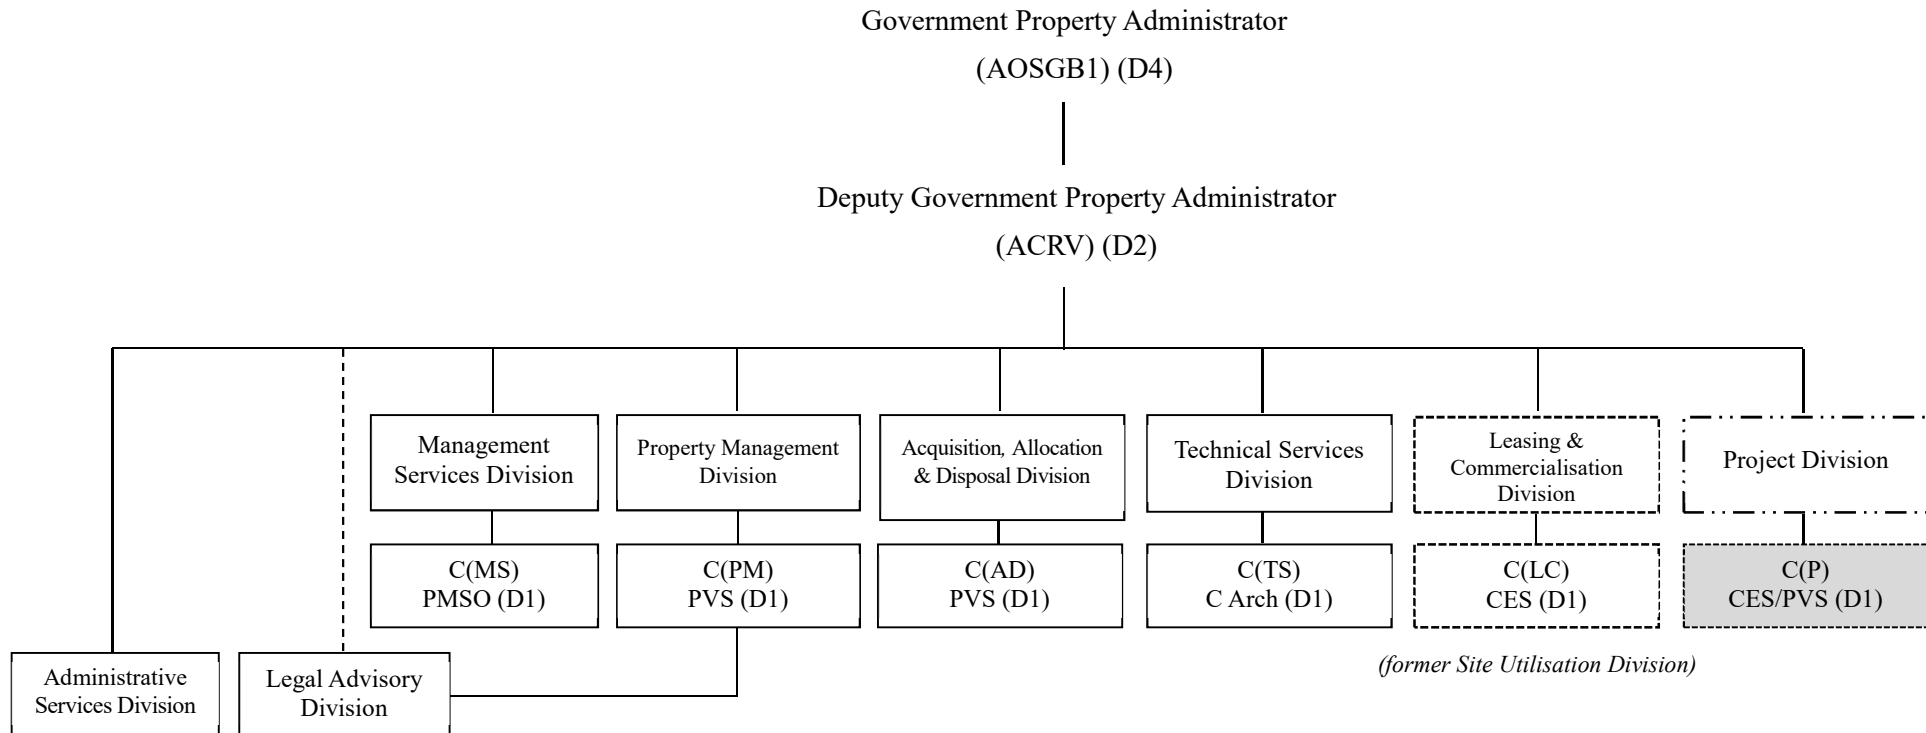 Government Property Administrator
(AOSGB1) (D4)
Deputy Government Property Administrator
(ACRV) (D2)
Management
Services Division
Property Management
Division
Acquisition, Allocation
& Disposal Division
Technical Services
Division
Leasing &
Commercialisation
Division
Project Division
C(MS)
PMSO (D1)
C(PM)
PVS (D1)
C(AD)
PVS (D1)
C(TS)
C Arch (D1)
C(LC)
CES (D1)
C(P)
CES/PVS (D1)
(former Site Utilisation Division)
Administrative
Services Division
Legal Advisory
Division